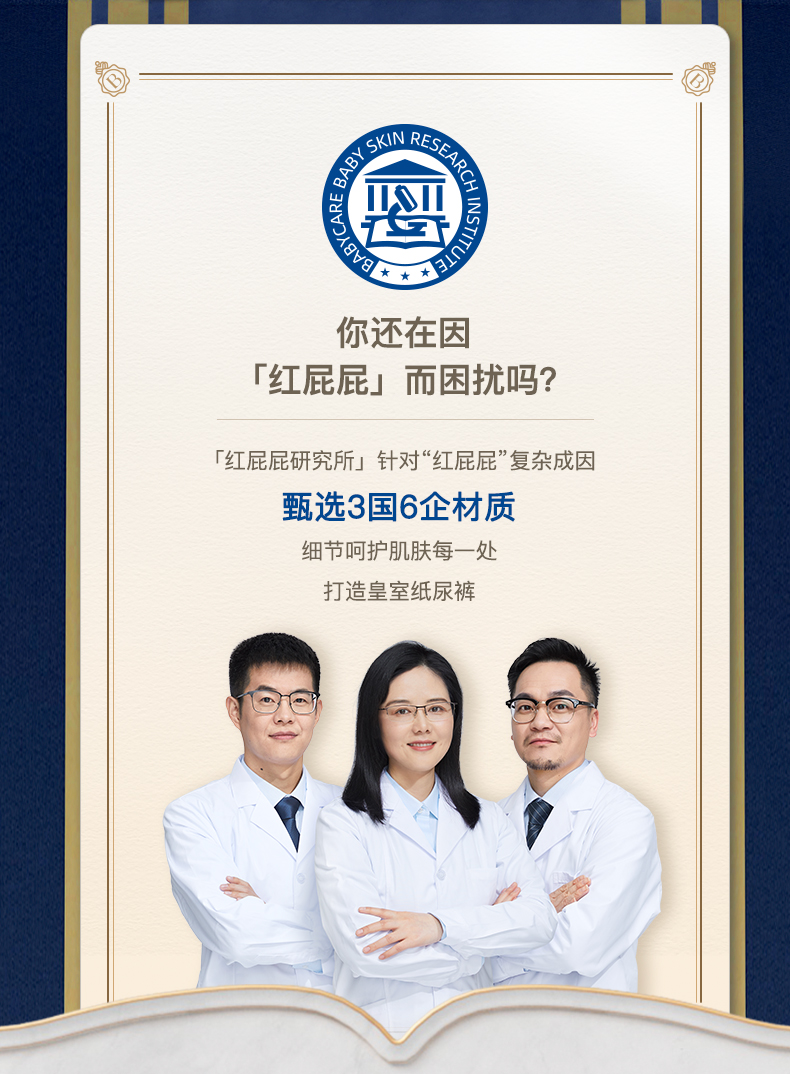 B
B
BABYCARE BABY SKIN RESEARCH INSTITUTE
你还在因
「红屁屁」而困扰吗？
「红屁屁研究所」针对“红屁屁”复杂成因
甄选3国6企材质
细节呵护肌肤每一处
打造皇室纸尿裤